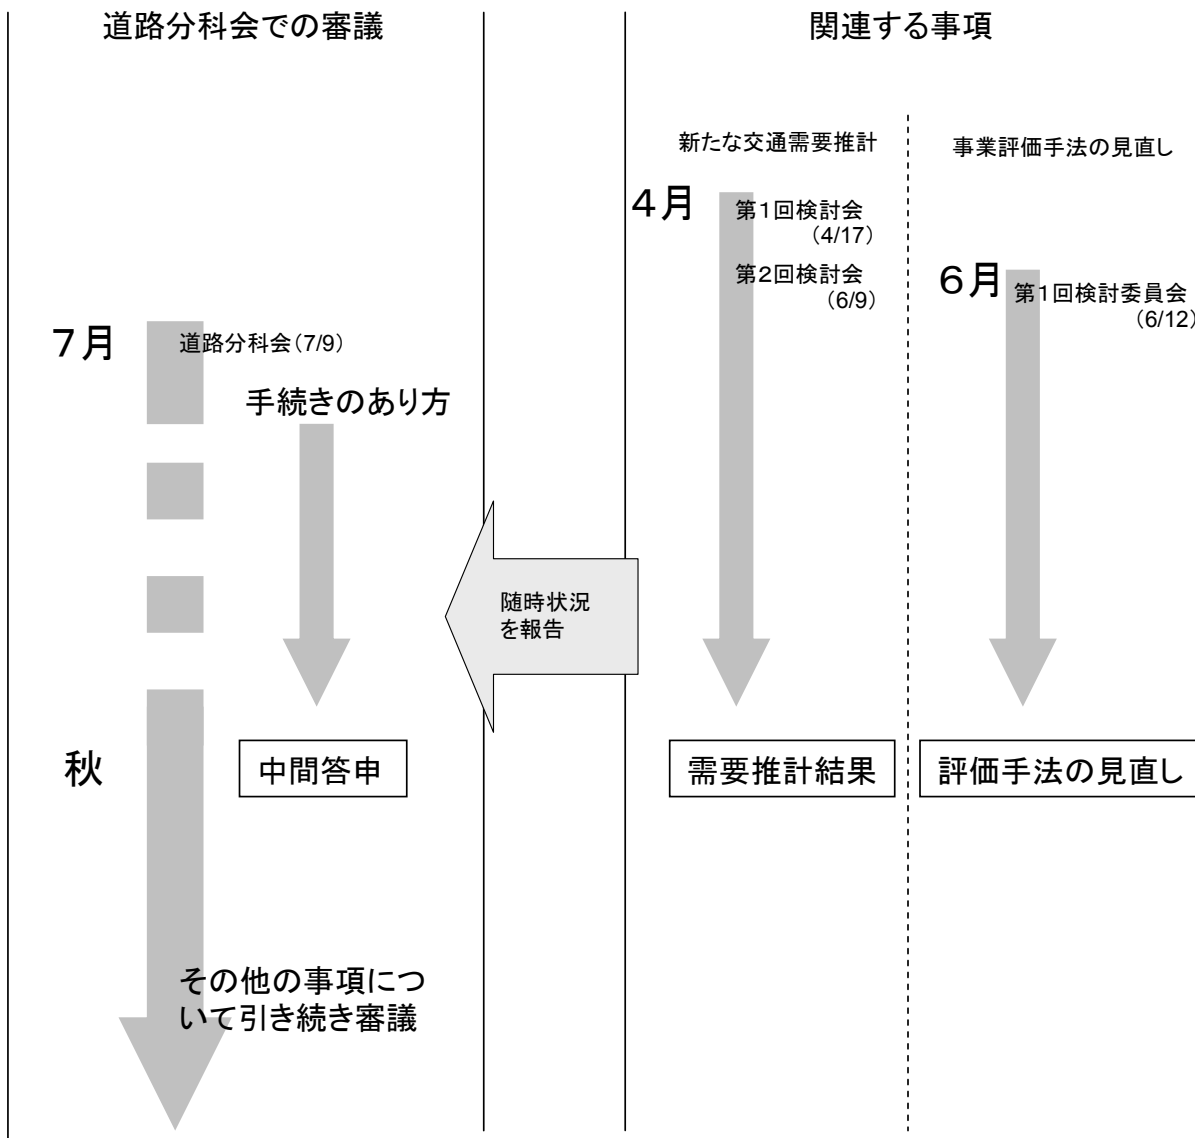 道路分科会での審議
関連する事項
新たな交通需要推計
事業評価手法の見直し
4月
第1回検討会
(4/17)
第2回検討会
(6/9)
6月
第1回検討委員会
(6/12)
7月
道路分科会(7/9)
手続きのあり方
随時状況
を報告
秋
中間答申
需要推計結果
評価手法の見直し
その他の事項につ
いて引き続き審議